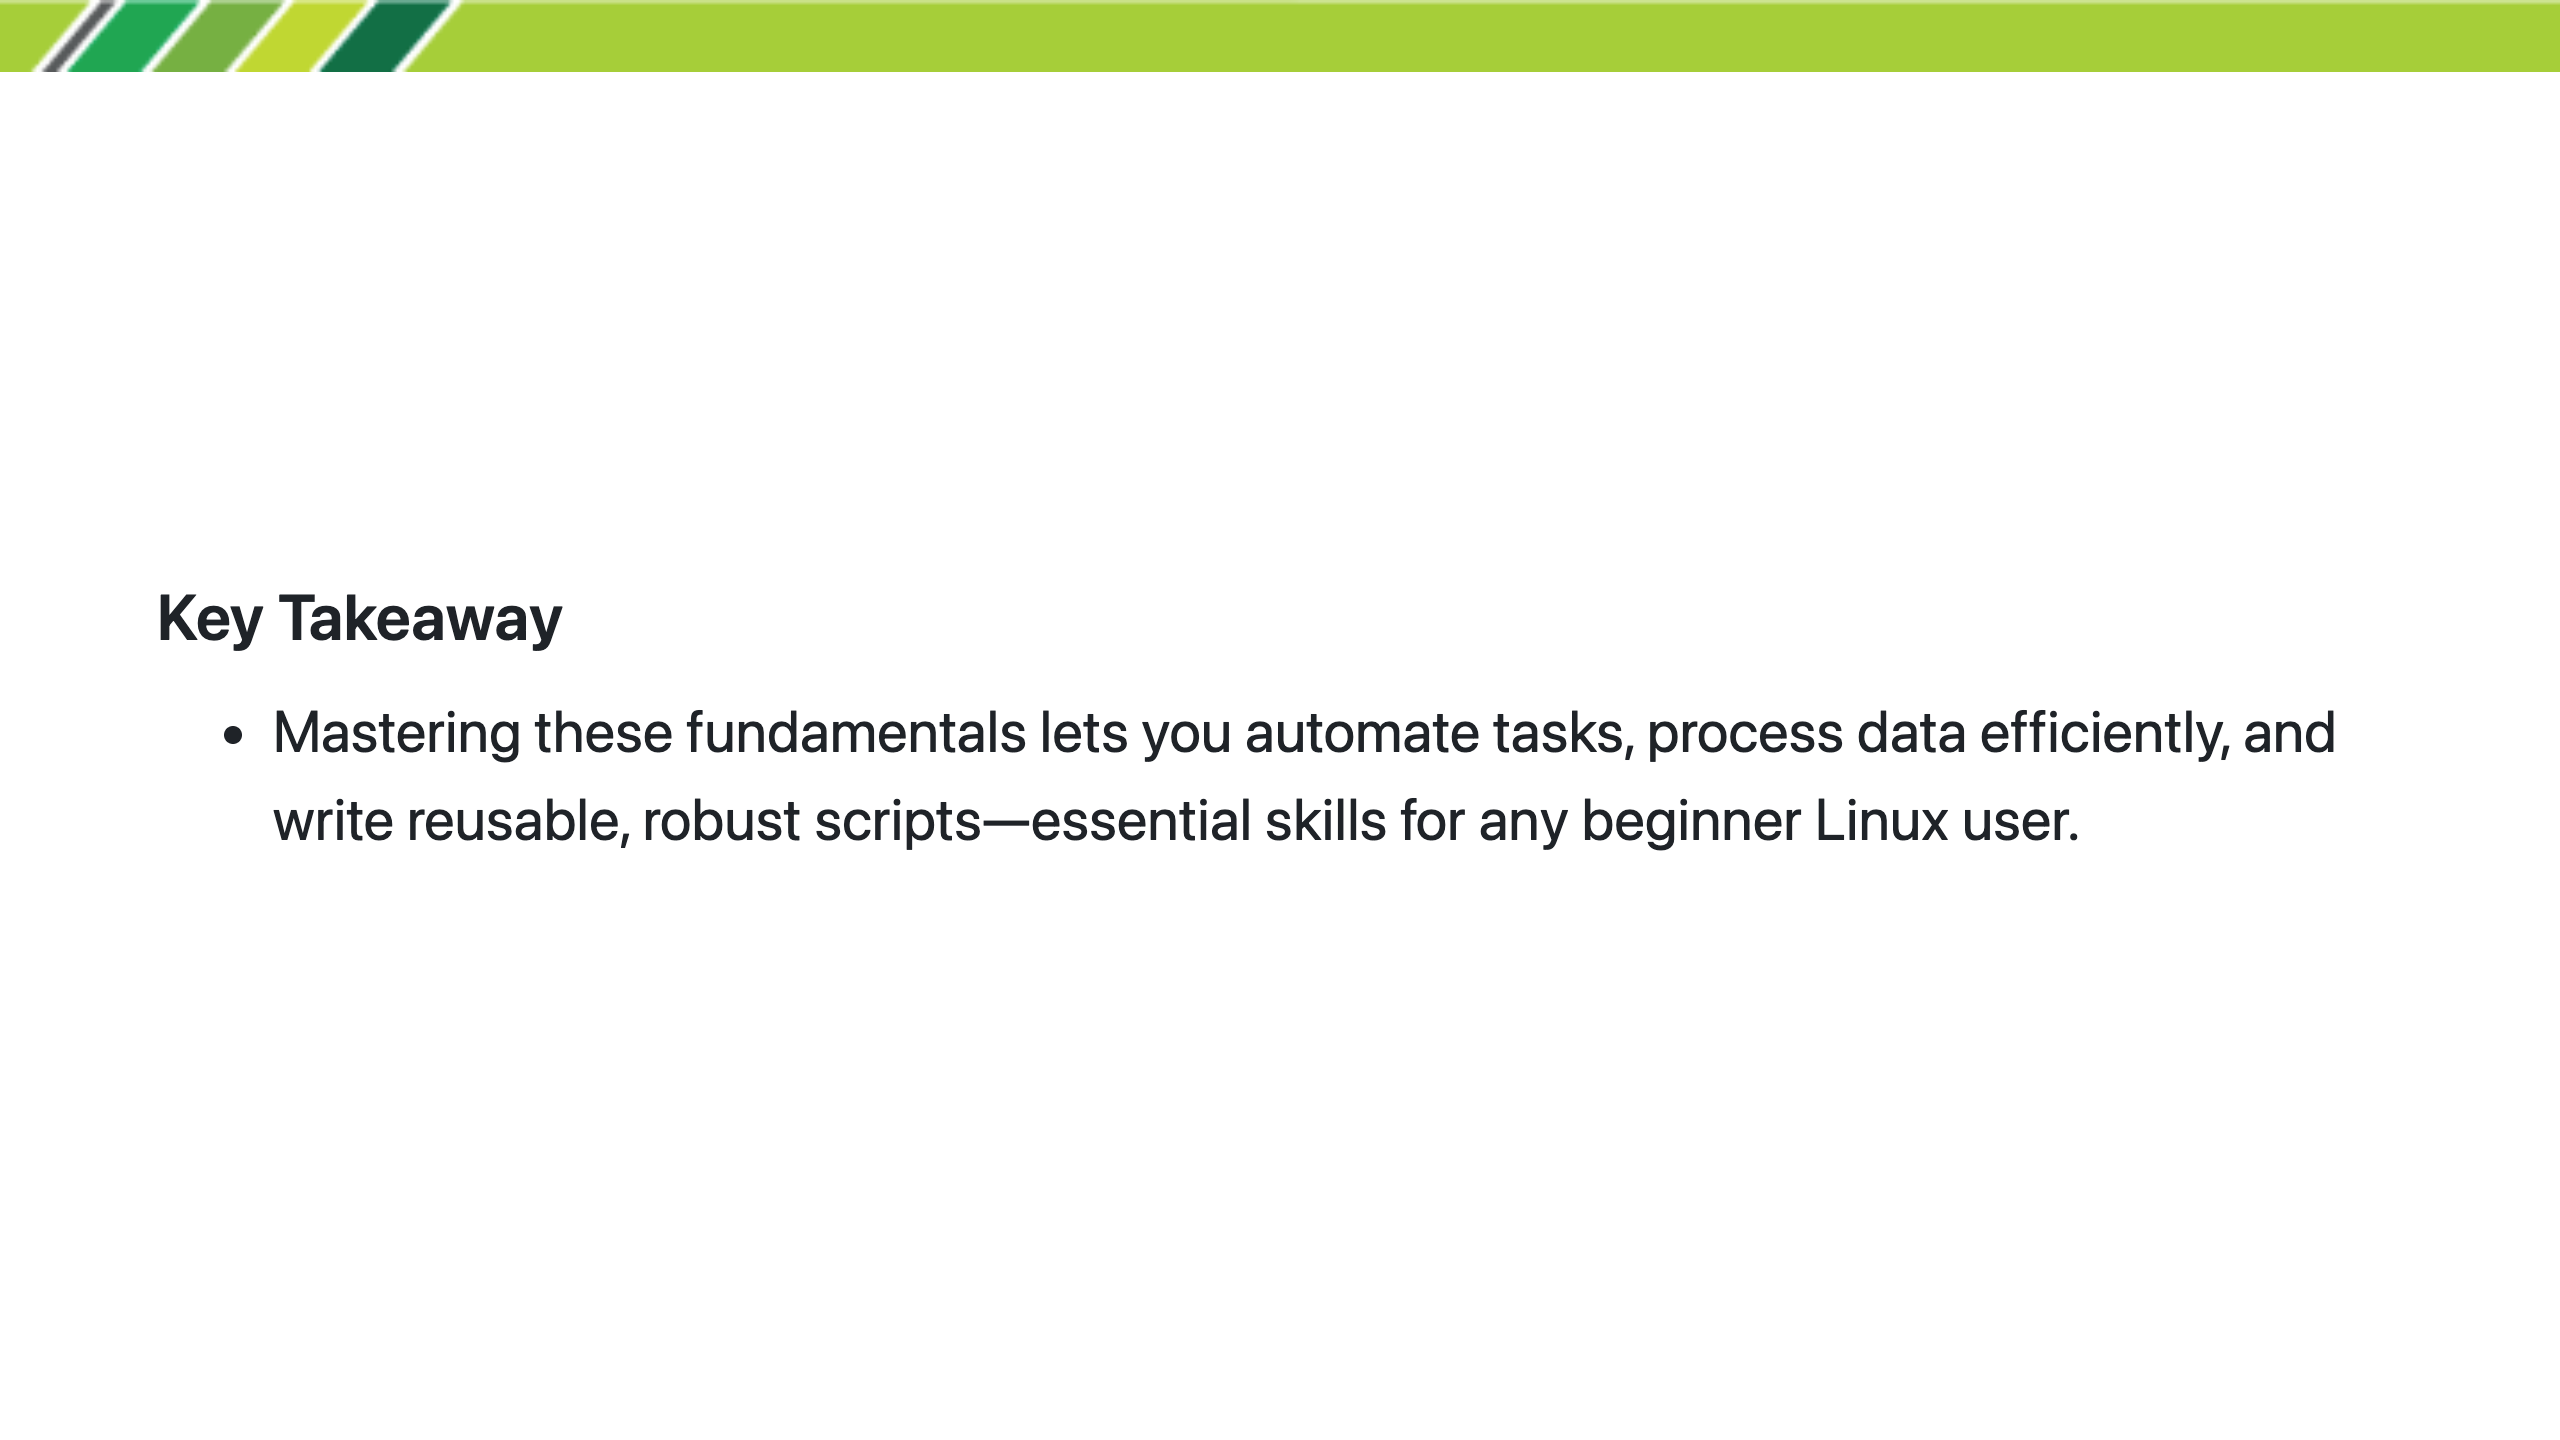 Key Takeaway
• Mastering these fundamentals lets you automate tasks, process data efficiently, and
write reusable, robust scripts—essential skills for any beginner Linux user.